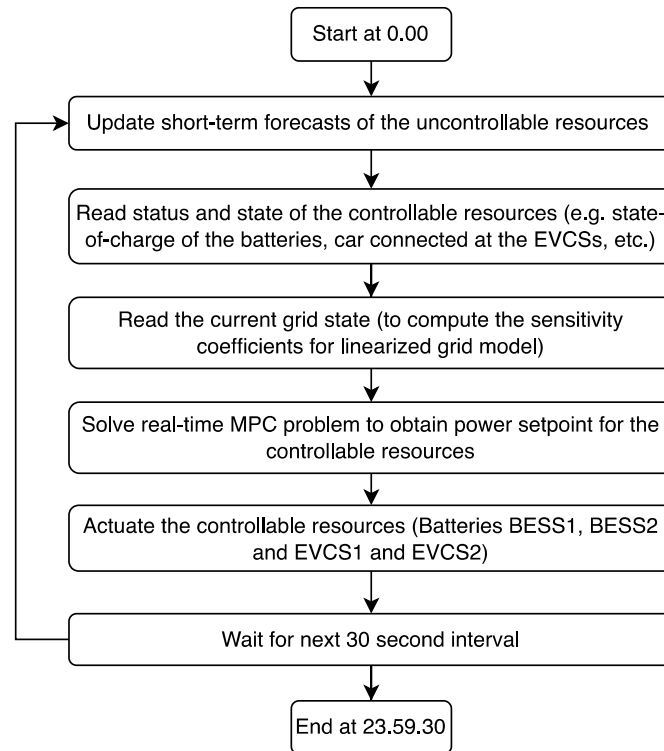 Start at 0.00
Update short-term forecasts of the uncontrollable resources
Read status and state of the controllable resources (e.g. state-
of-charge of the batteries, car connected at the EVCSs, etc.)
Read the current grid state (to compute the sensitivity
coefficients for linearized grid model)
Solve real-time MPC problem to obtain power setpoint for the
controllable resources
Actuate the controllable resources (Batteries BESS1, BESS2
and EVCS1 and EVCS2)
Wait for next 30 second interval
End at 23.59.30